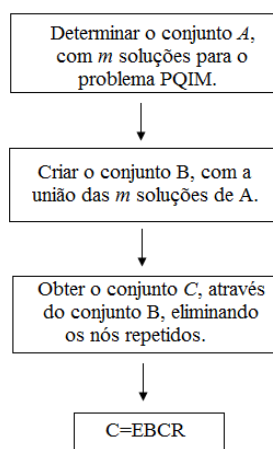 Determinar o conjunto A,
com m soluções para o
problema PQIM.
Criar o conjunto B, com a
união das m soluções de A.
Obter o conjunto C, através
do conjunto B, eliminando
os nós repetidos.
C=EBCR